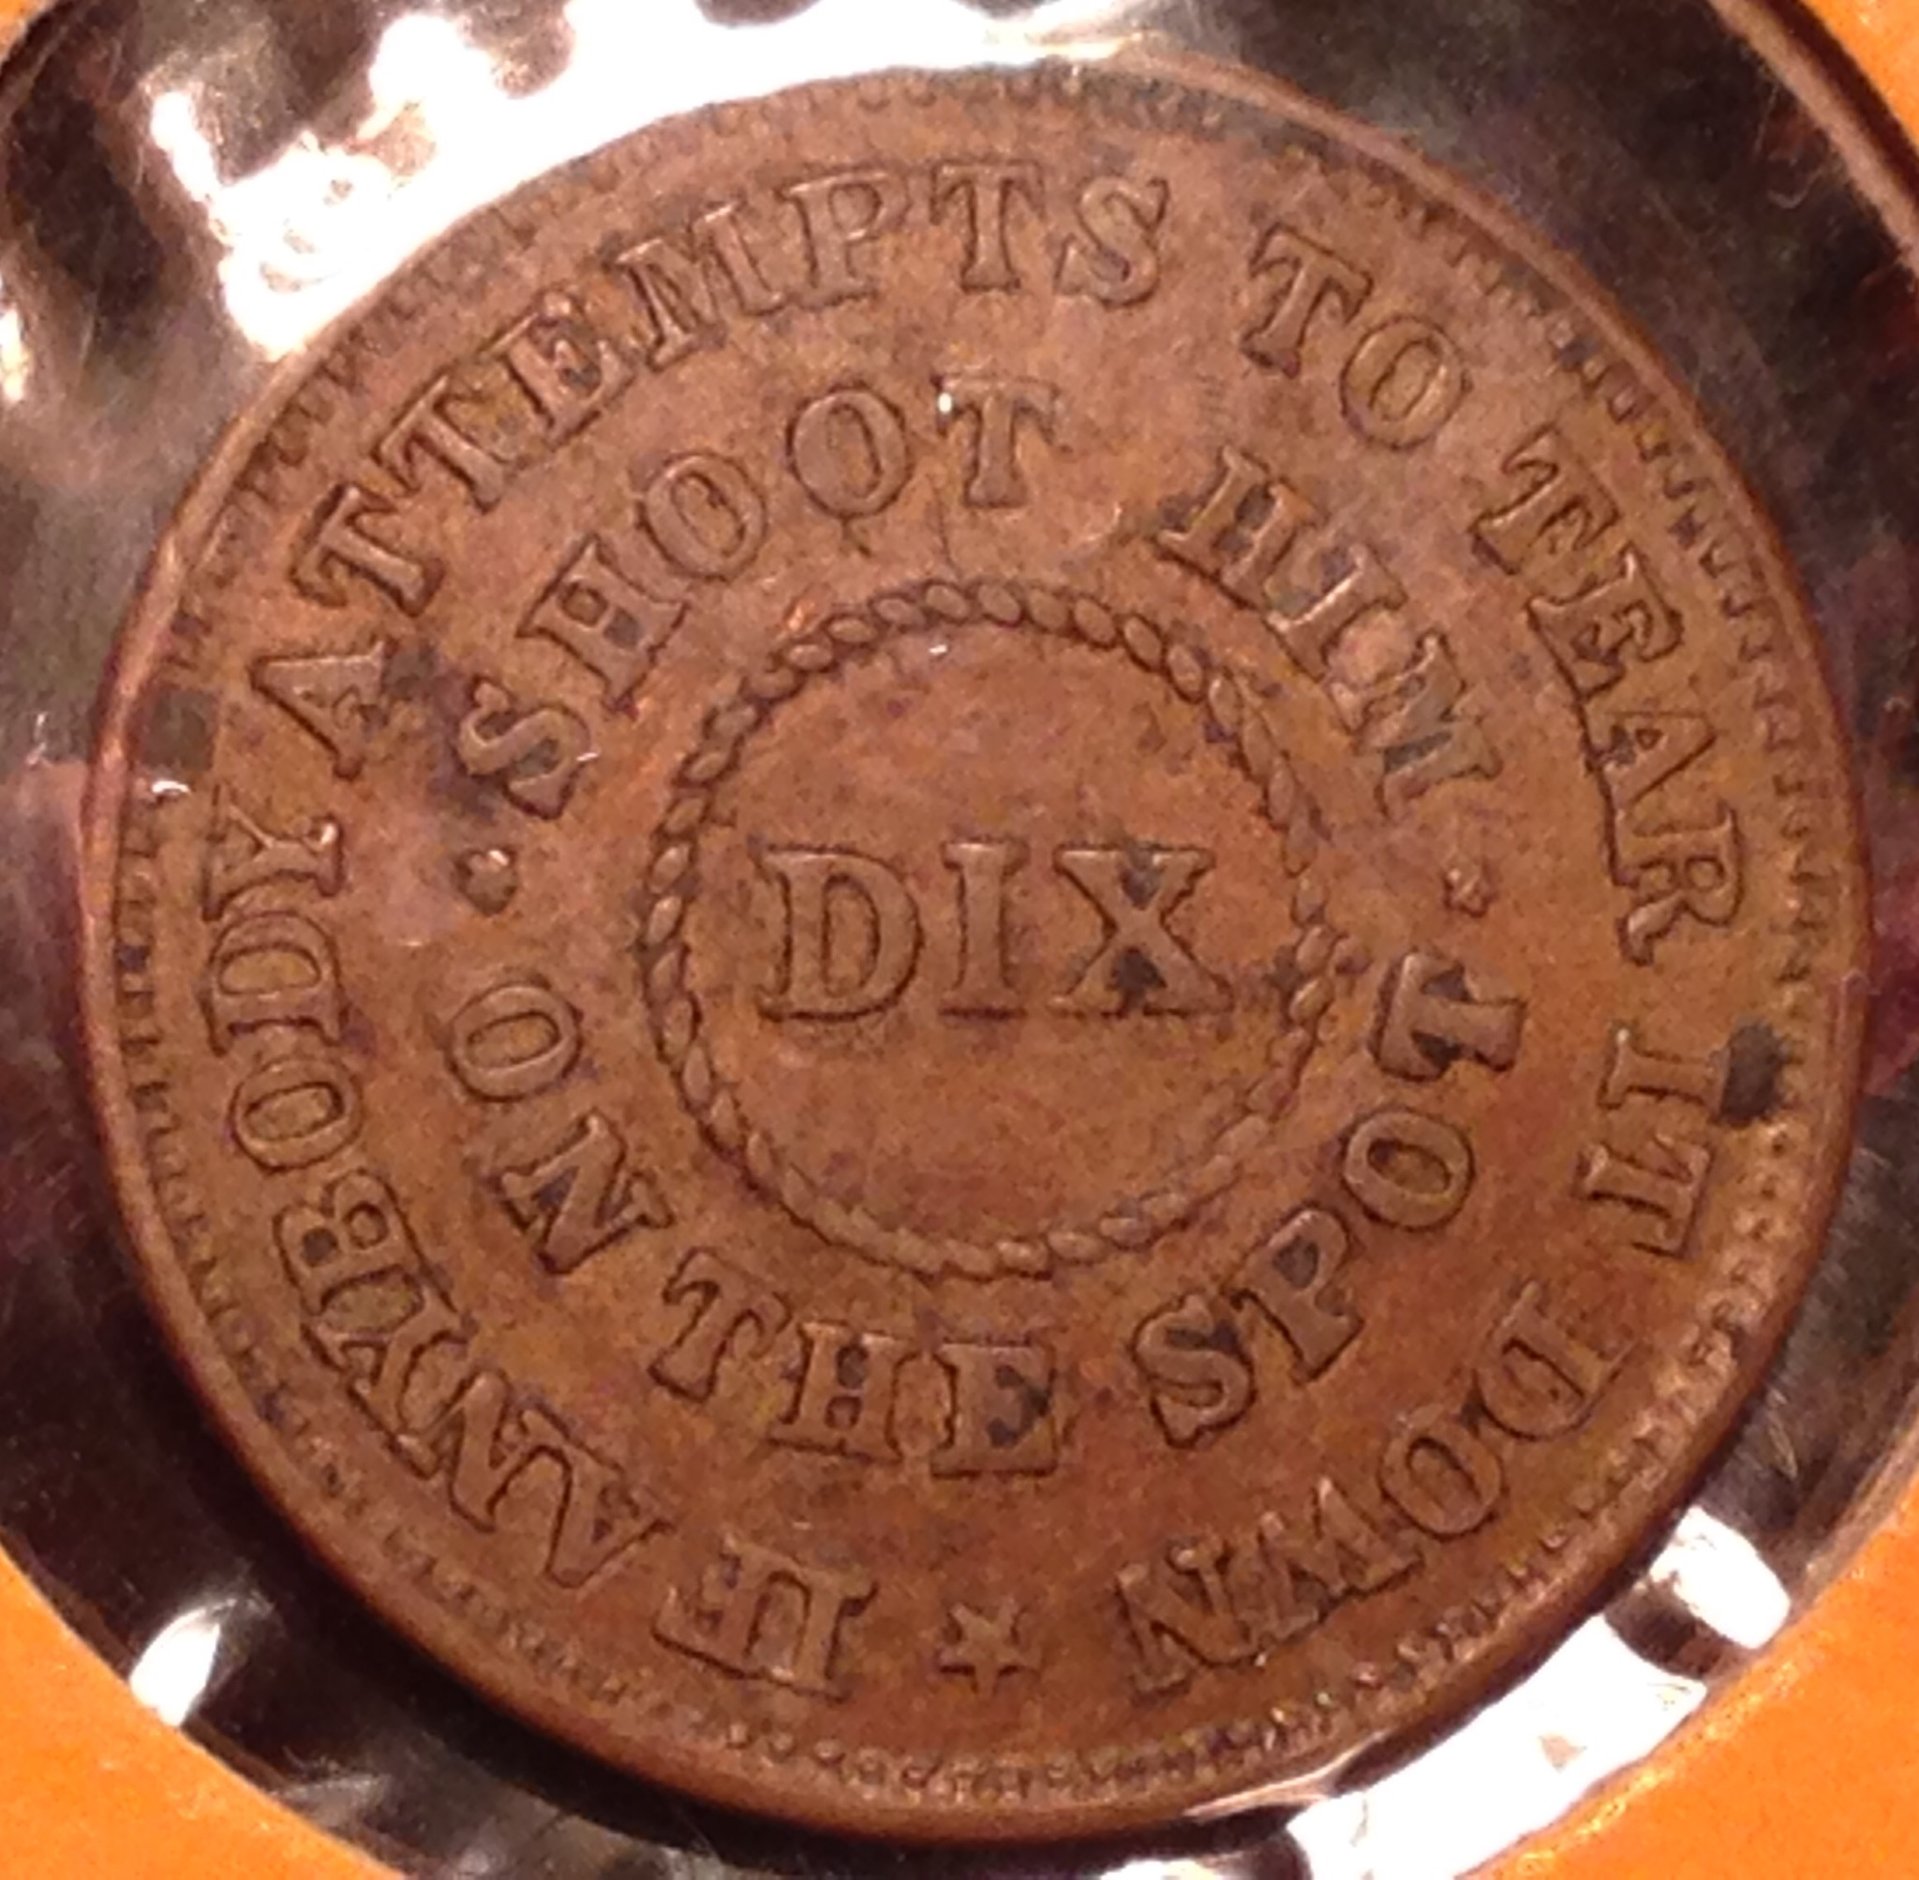 IF ANYBODY ATTEMPTS TO TEAR IT DOWN
SHOOT HIM
ON THE SPOT
DIX